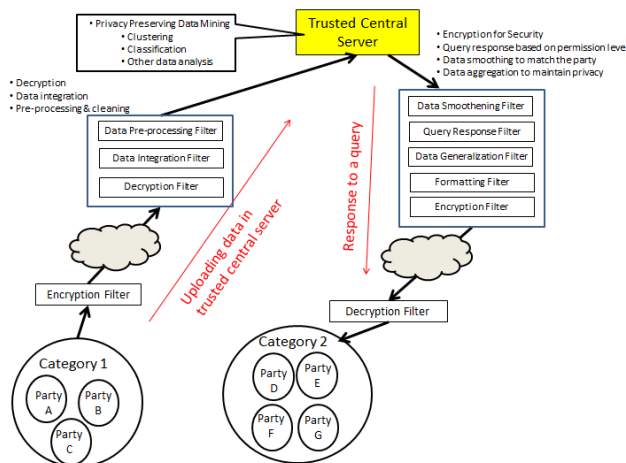 • Privacy Preserving Data Mining
• Clustering
• Classification
• Other data analysis
Trusted Central
Server
• Encryption for Security
• Query response based on permission level
• Data smoothing to match the party
• Data aggregation to maintain privacy
• Decryption
• Data integration
• Pre-processing & cleaning
Data Pre-processing Filter
Data Integration Filter
Decryption Filter
Data Smoothening Filter
Query Response Filter
Data Generalization Filter
Formatting Filter
Encryption Filter
Uploading data in
trusted central server
Response to a query
Encryption Filter
Decryption Filter
Category 1
Party
A
Party
B
Party
C
Category 2
Party
D
Party
E
Party
F
Party
G